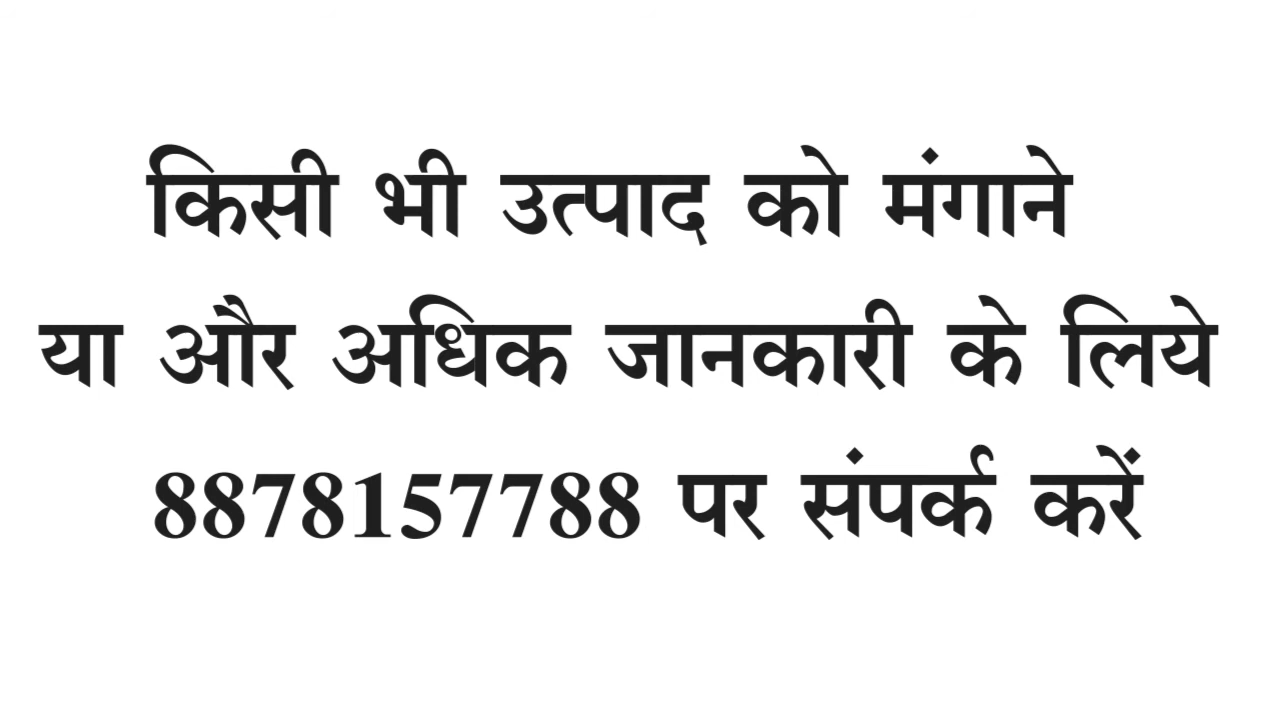 किसी भी उत्पाद को मंगाने
या और अधिक जानकारी के लिये
8878157788 पर संपर्क करें